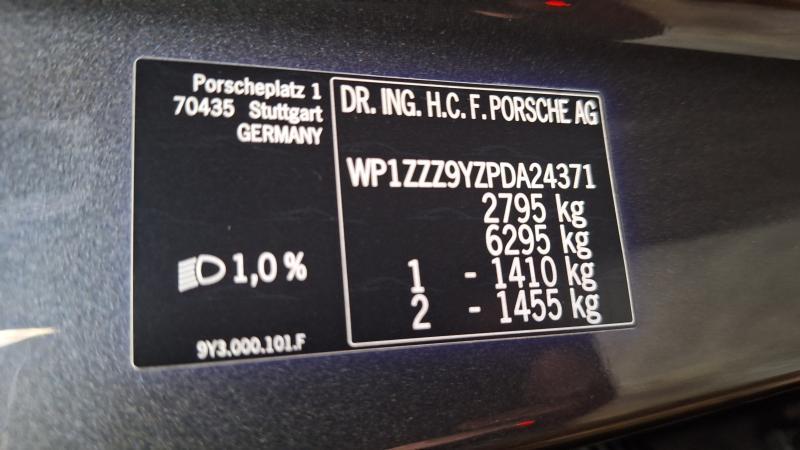 Porscheplatz 1
70435 Stuttgart
GERMANY
1,0 %
9Y3.000.101.F
DR. ING. H.C. F. PORSCHE AG
WP1ZZZ9YZPDA24371
2795 kg
6295 kg
1 - 1410 kg
2 - 1455 kg